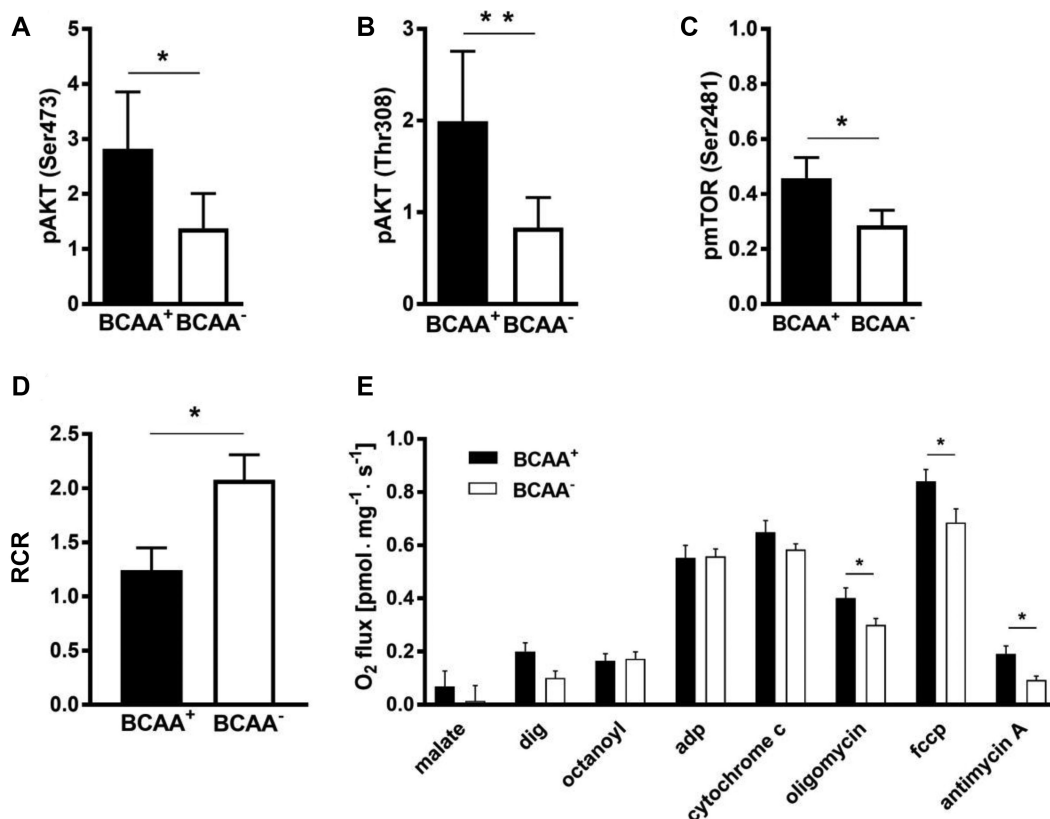 A
pAKT (Ser473)
5
4
3
2
1
0
*
BCAA⁺ BCAA⁻
B
pAKT (Thr308)
3
2
1
0
* *
BCAA⁺ BCAA⁻
C
pmTOR (Ser2481)
1.0
0.8
0.6
0.4
0.2
0.0
*
BCAA⁺ BCAA⁻
D
RCR
2.5
2.0
1.5
1.0
0.5
0.0
*
BCAA⁺ BCAA⁻
E
O₂ flux [pmol·mg⁻¹·s⁻¹]
1.0
0.8
0.6
0.4
0.2
0.0
BCAA⁺
BCAA⁻
*
*
*
malate
dig
octanoyl
adp
cytochrome c
oligomycin
fccp
antimycin A